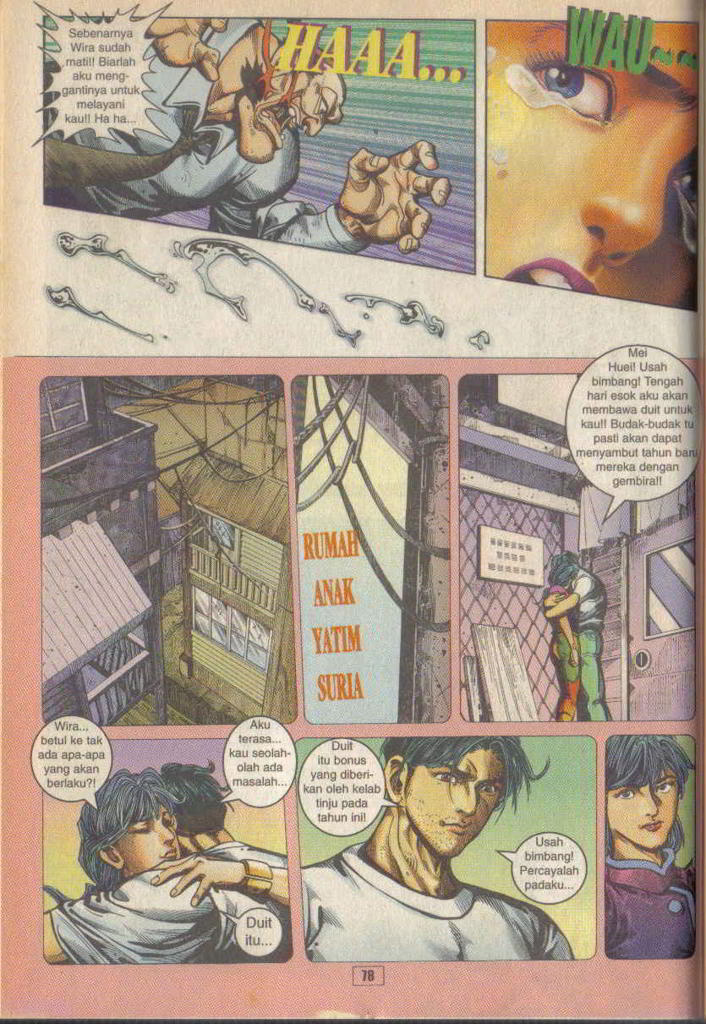 Sebenarnya
Wira sudah
mati!! Biarlah
aku meng-
gantinya untuk
melayani
kau!! Ha ha...
HAAA...
WAU~~
Mei
Huei! Usah
bimbang! Tengah
hari esok aku akan
membawa duit untuk
kau!! Budak-budak tu
pasti akan dapat
menyambut tahun baru
mereka dengan
gembira!!
RUMAH
ANAK
YATIM
SURIA
Wira...
betul ke tak
ada apa-apa
yang akan
berlaku?!
Aku
terasa...
kau seolah-
olah ada
masalah...
Duit
itu...
Duit
itu bonus
yang diberi-
kan oleh kelab
tinju pada
tahun ini!
Usah
bimbang!
Percayalah
padaku...
78